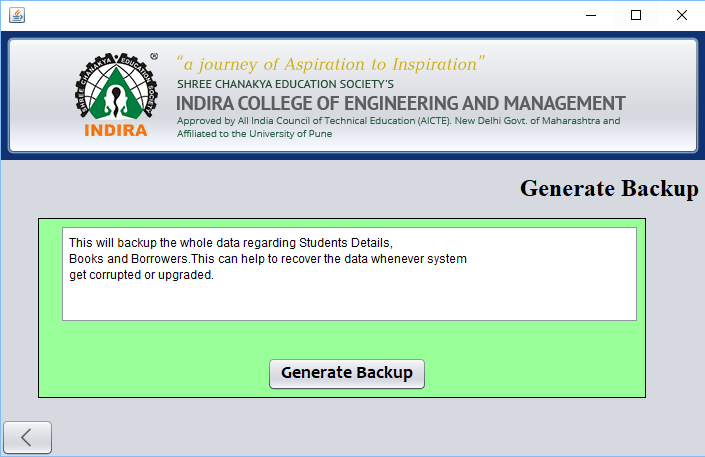 "a journey of Aspiration to Inspiration"
SHREE CHANAKYA EDUCATION SOCIETY'S
INDIRA COLLEGE OF ENGINEERING AND MANAGEMENT
Approved by All India Council of Technical Education (AICTE). New Delhi Govt. of Maharashtra and
Affiliated to the University of Pune
SHREE CHANAKYA EDUCATION SOCIETY
®
INDIRA
Generate Backup
This will backup the whole data regarding Students Details,
Books and Borrowers.This can help to recover the data whenever system
get corrupted or upgraded.
Generate Backup